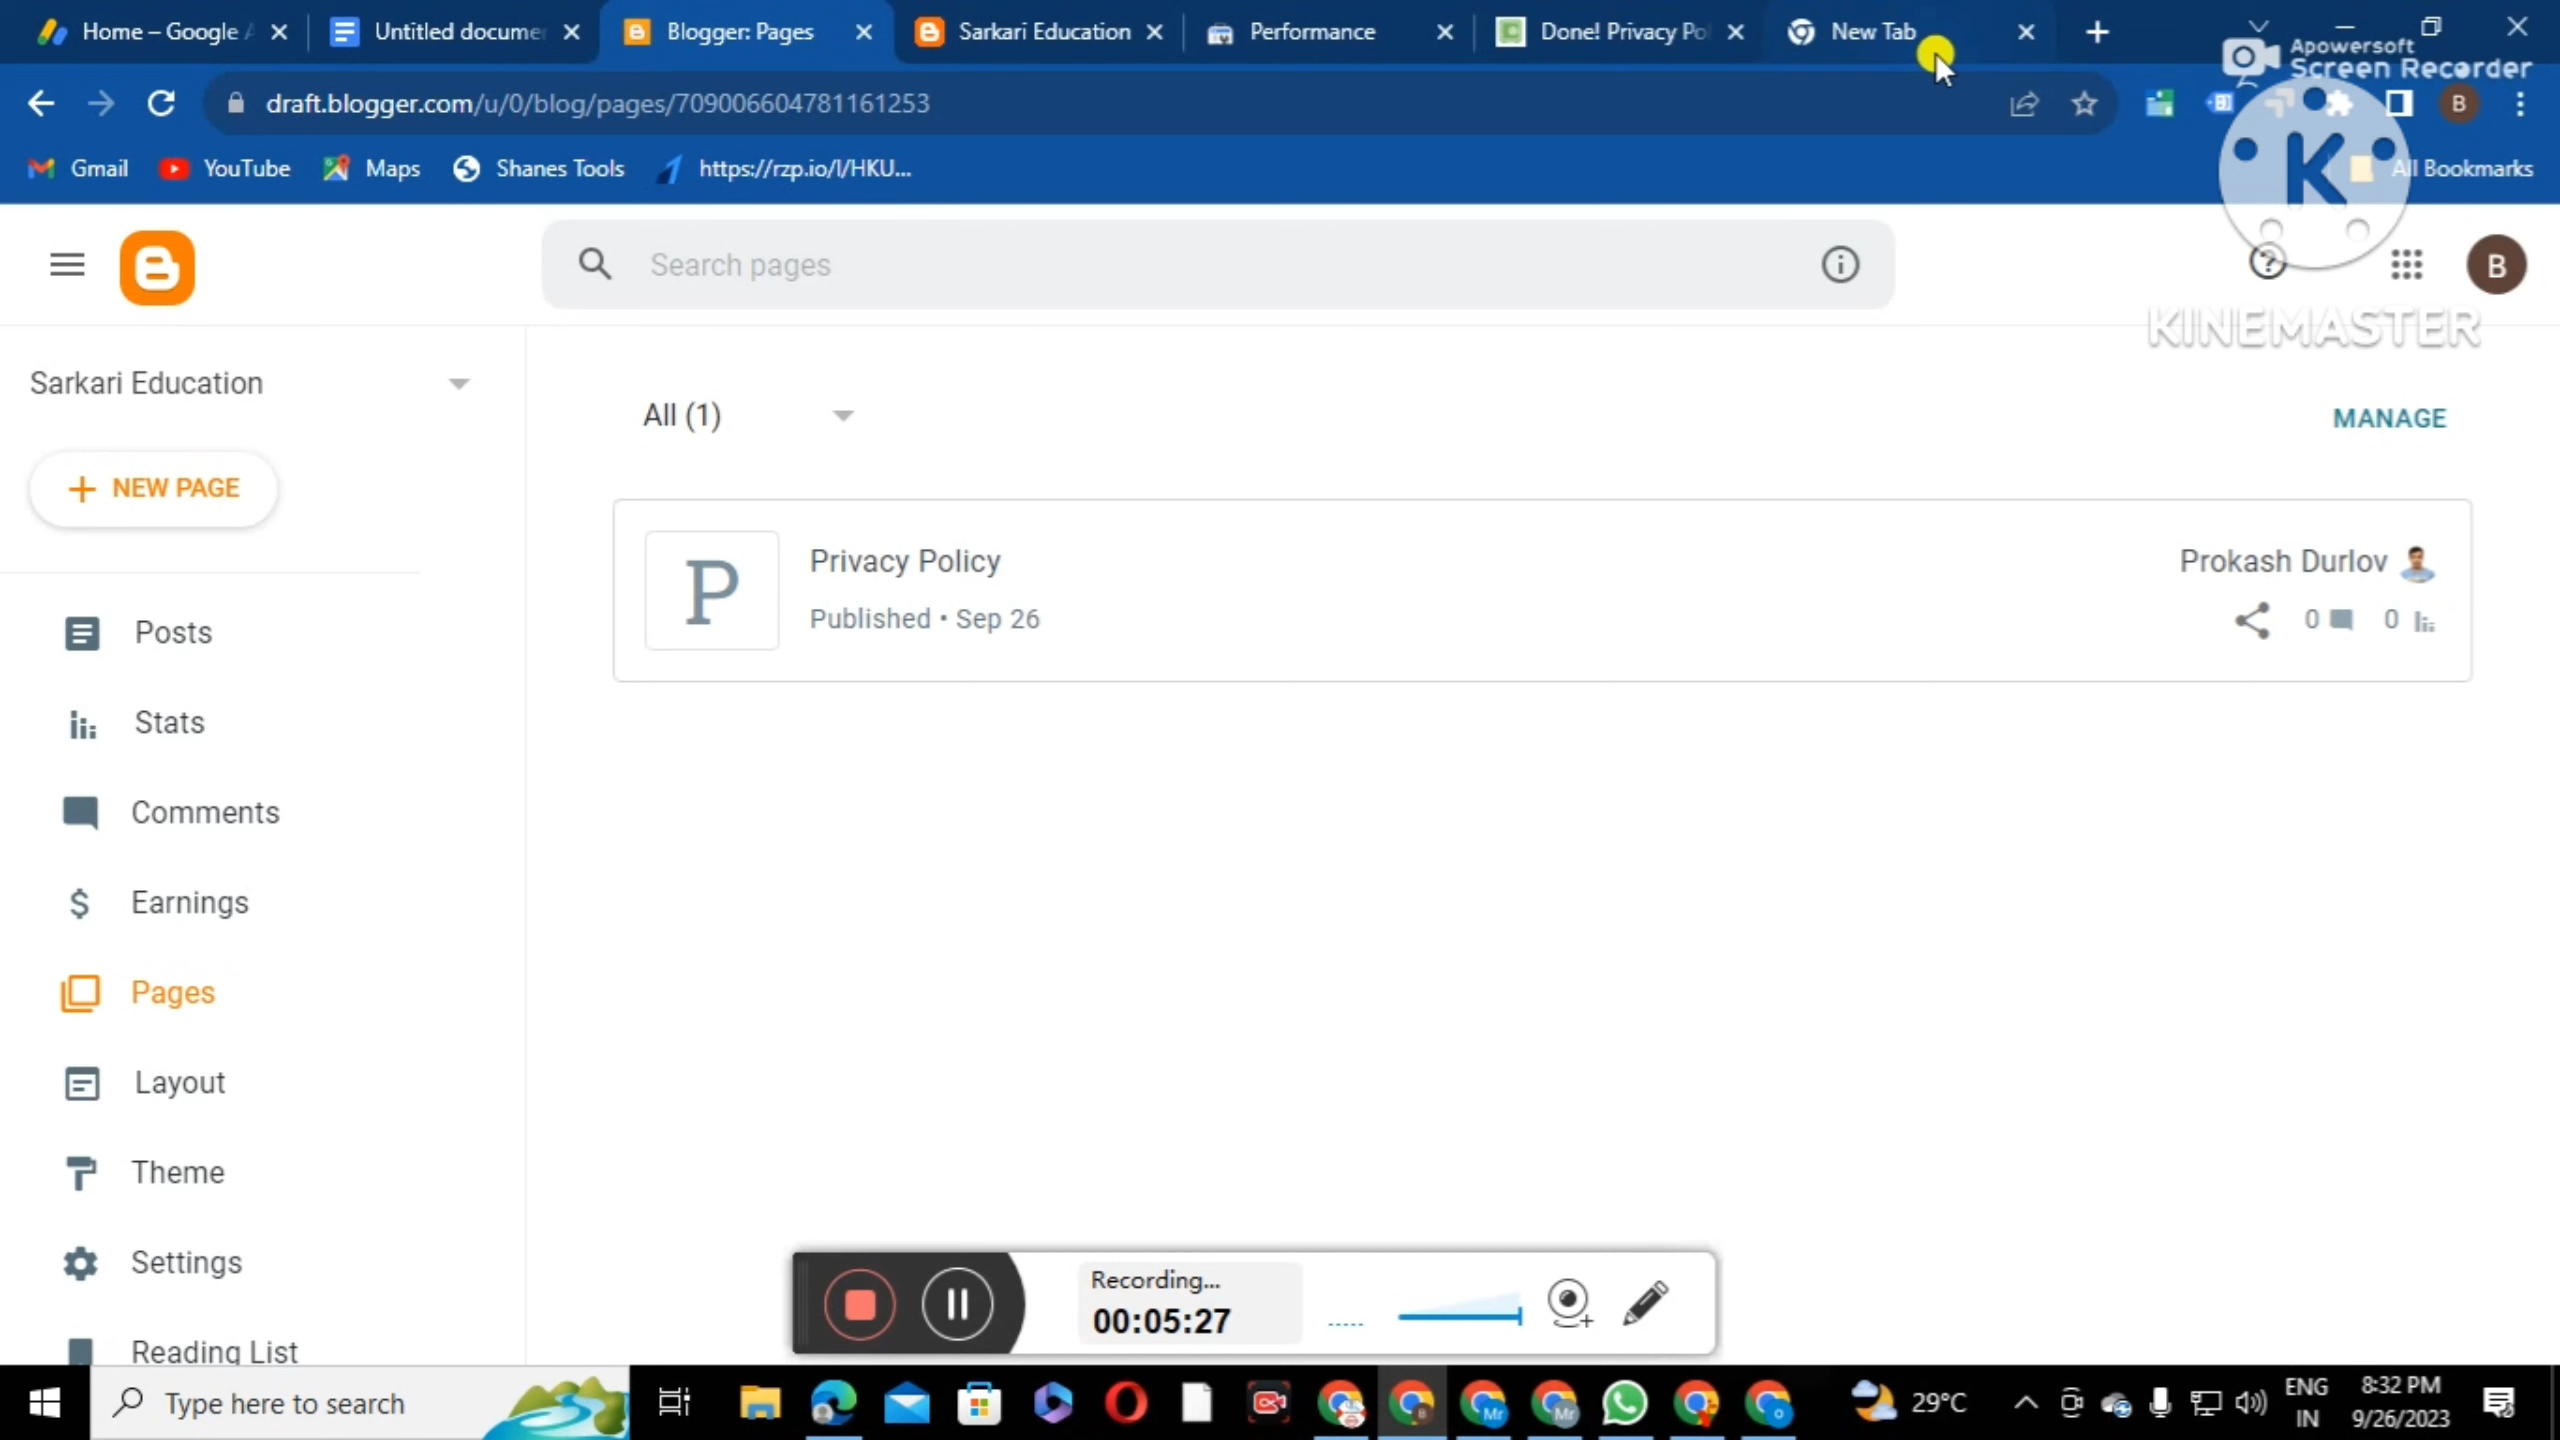 Home – Google A
Untitled documen
Blogger: Pages
Sarkari Education
Performance
Done! Privacy Pol
New Tab
Apowersoft
Screen Recorder
draft.blogger.com/u/0/blog/pages/709006604781161253
B
Gmail
YouTube
Maps
Shanes Tools
https://rzp.io/l/HKU...
K
All Bookmarks
Search pages
B
KINEMASTER
Sarkari Education
All (1)
MANAGE
NEW PAGE
P
Privacy Policy
Prokash Durlov
Published • Sep 26
0
0
Posts
Stats
Comments
Earnings
Pages
Layout
Theme
Settings
Reading List
Recording...
00:05:27
Type here to search
29°C
ENG
IN
8:32 PM
9/26/2023